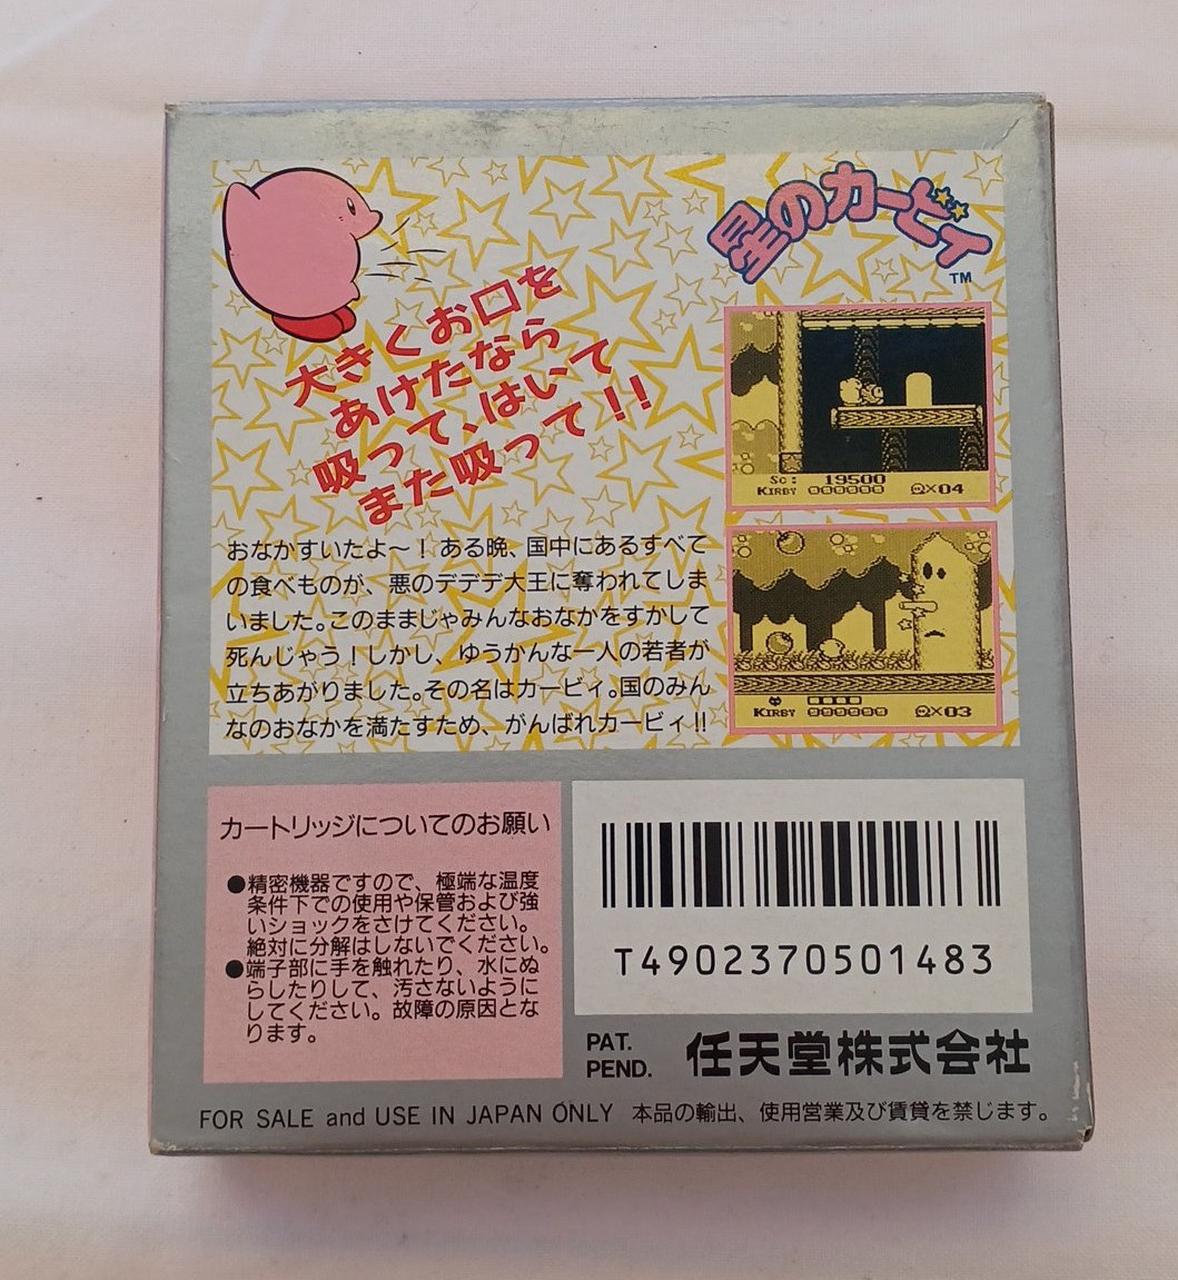 星のカービィ
TM
大きくお口を
あけたなら
吸って、はいて
また吸って!!
Sc: 19500
KIRBY 000000 ×04
おなかすいたよ〜！ある晩、国中にあるすべて
の食べものが、悪のデデデ大王に奪われてしま
いました。このままじゃみんなおなかをすかして
死んじゃう！しかし、ゆうかんな一人の若者が
立ちあがりました。その名はカービィ。国のみん
なのおなかを満たすため、がんばれカービィ!!
KIRBY 000000 ×03
カートリッジについてのお願い
●精密機器ですので、極端な温度
条件下での使用や保管および強
いショックをさけてください。
絶対に分解はしないでください。
●端子部に手を触れたり、水にぬ
らしたりして、汚さないように
してください。故障の原因とな
ります。
T4902370501483
PAT.
PEND.
任天堂株式会社
FOR SALE and USE IN JAPAN ONLY 本品の輸出、使用営業及び賃貸を禁じます。